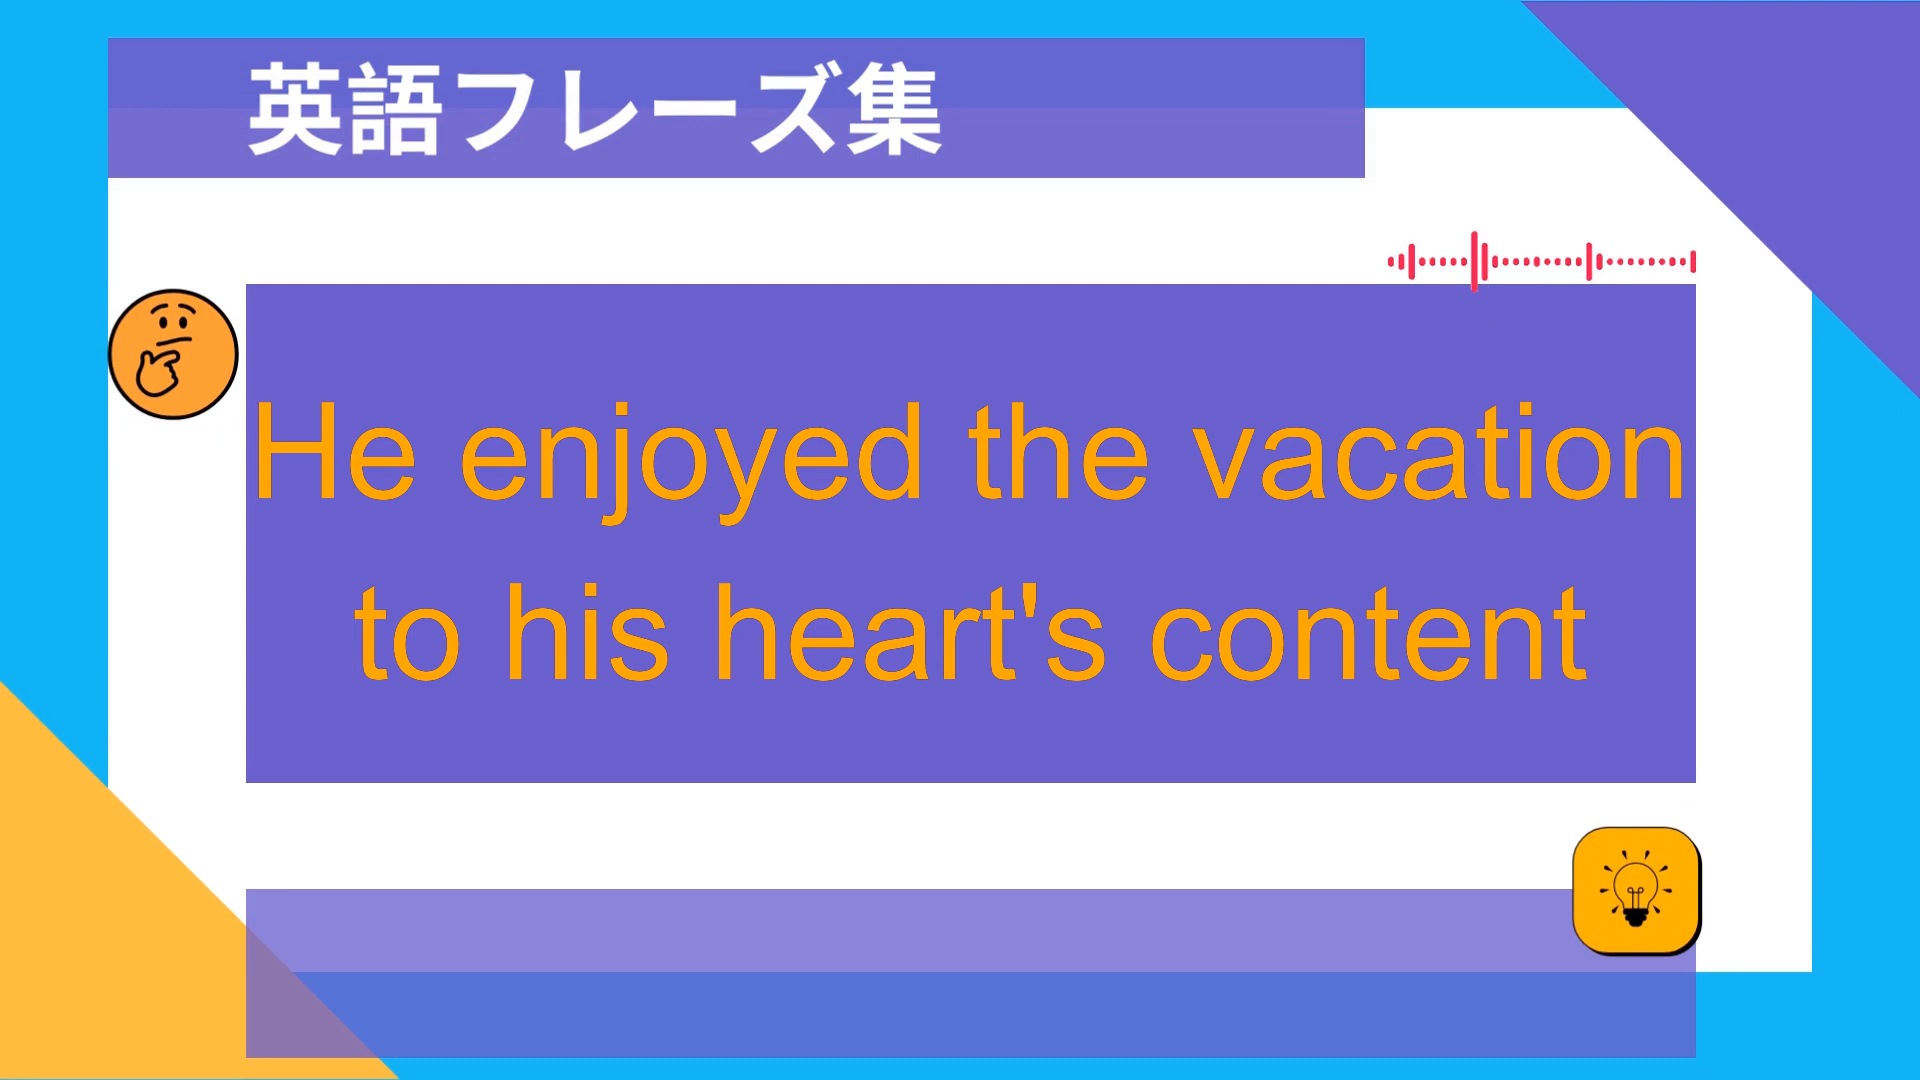 英語フレーズ集
He enjoyed the vacation
to his heart's content